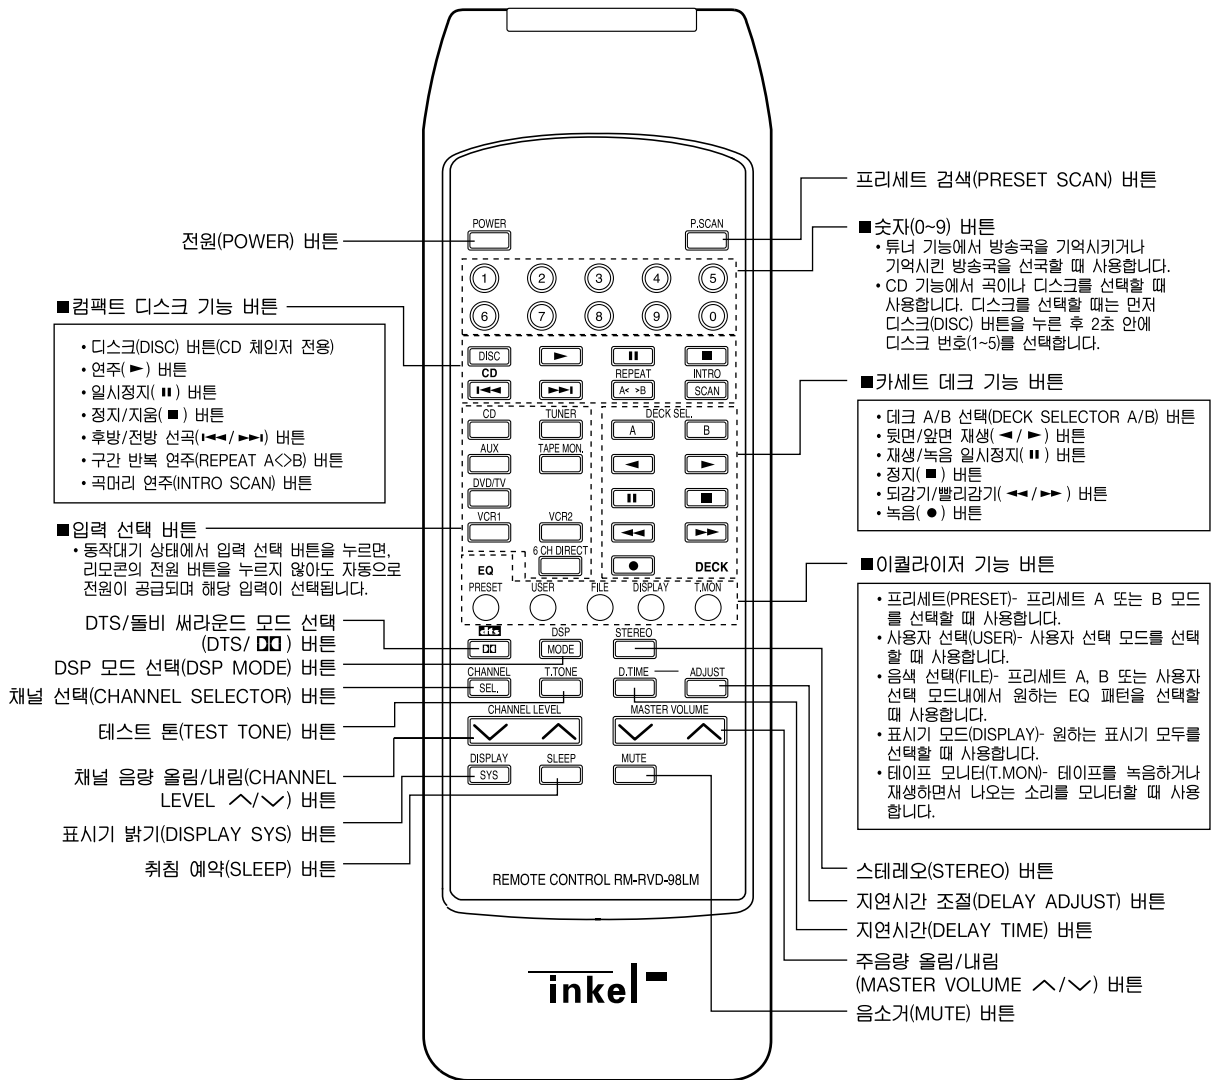 프리세트 검색(PRESET SCAN) 버튼
전원(POWER) 버튼
■숫자(0~9) 버튼
• 튜너 기능에서 방송국을 기억시키거나
기억시킨 방송국을 선국할 때 사용합니다.
• CD 기능에서 곡이나 디스크를 선택할 때
사용합니다. 디스크를 선택할 때는 먼저
디스크(DISC) 버튼을 누른 후 2초 안에
디스크 번호(1~5)를 선택합니다.
■컴팩트 디스크 기능 버튼
• 디스크(DISC) 버튼(CD 체인저 전용)
• 연주(►) 버튼
• 일시정지(❚❚) 버튼
• 정지/지움(■) 버튼
• 후방/전방 선곡(I◄◄/►►I) 버튼
• 구간 반복 연주(REPEAT A<>B) 버튼
• 곡머리 연주(INTRO SCAN) 버튼
■카세트 데크 기능 버튼
• 데크 A/B 선택(DECK SELECTOR A/B) 버튼
• 뒷면/앞면 재생(◄/►) 버튼
• 재생/녹음 일시정지(❚❚) 버튼
• 정지(■) 버튼
• 되감기/빨리감기(◄◄/►►) 버튼
• 녹음(●) 버튼
■입력 선택 버튼
• 동작대기 상태에서 입력 선택 버튼을 누르면,
리모콘의 전원 버튼을 누르지 않아도 자동으로
전원이 공급되며 해당 입력이 선택됩니다.
■이퀄라이저 기능 버튼
• 프리세트(PRESET)- 프리세트 A 또는 B 모드
를 선택할 때 사용합니다.
• 사용자 선택(USER)- 사용자 선택 모드를 선택
할 때 사용합니다.
• 음색 선택(FILE)- 프리세트 A, B 또는 사용자
선택 모드내에서 원하는 EQ 패턴을 선택할
때 사용합니다.
• 표시기 모드(DISPLAY)- 원하는 표시기 모두를
선택할 때 사용합니다.
• 테이프 모니터(T.MON)- 테이프를 녹음하거나
재생하면서 나오는 소리를 모니터할 때 사용
합니다.
DTS/돌비 써라운드 모드 선택
(DTS/ DD) 버튼
DSP 모드 선택(DSP MODE) 버튼
채널 선택(CHANNEL SELECTOR) 버튼
테스트 톤(TEST TONE) 버튼
채널 음량 올림/내림(CHANNEL
LEVEL ︿/﹀) 버튼
표시기 밝기(DISPLAY SYS) 버튼
취침 예약(SLEEP) 버튼
스테레오(STEREO) 버튼
지연시간 조절(DELAY ADJUST) 버튼
지연시간(DELAY TIME) 버튼
주음량 올림/내림
(MASTER VOLUME ︿/﹀) 버튼
음소거(MUTE) 버튼
POWER P.SCAN
1 2 3 4 5
6 7 8 9 0
DISC ► ❚❚ ■
CD REPEAT INTRO
I◄◄ ►►I A< >B SCAN
CD TUNER DECK SEL.
A B
AUX TAPE MON.
◄ ►
DVD/TV
❚❚ ■
VCR1 VCR2
◄◄ ►►
6 CH DIRECT
● DECK
EQ
PRESET USER FILE DISPLAY T.MON
dts DSP STEREO
DD MODE
CHANNEL T.TONE D.TIME ADJUST
SEL.
CHANNEL LEVEL MASTER VOLUME
DISPLAY SLEEP MUTE
SYS
REMOTE CONTROL RM-RVD-98LM
inkel